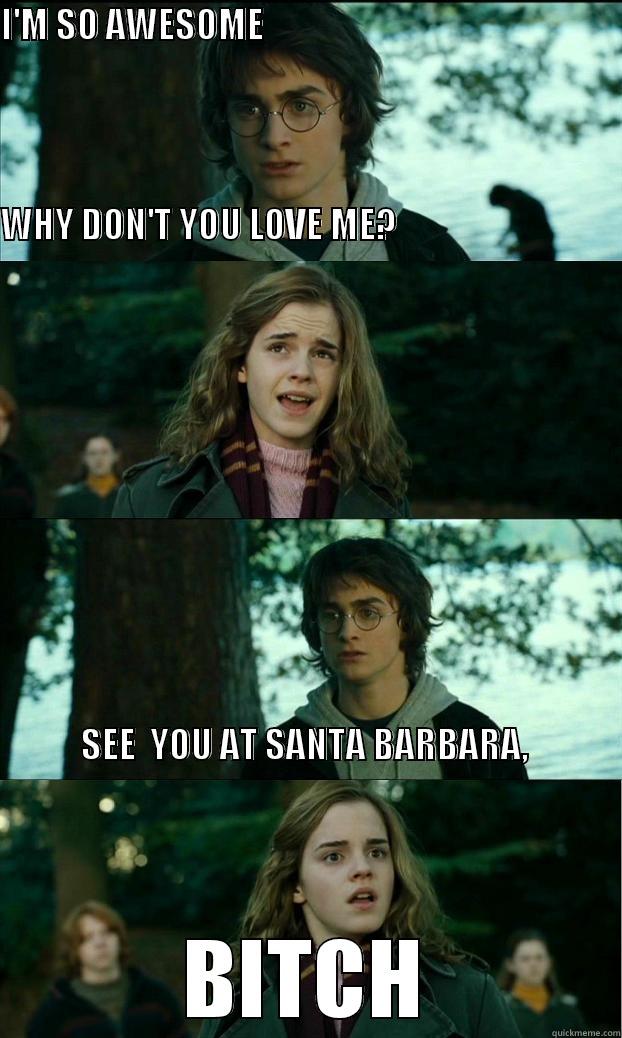 I'M SO AWESOME
WHY DON'T YOU LOVE ME?
SEE YOU AT SANTA BARBARA,
BITCH
quickmeme.com